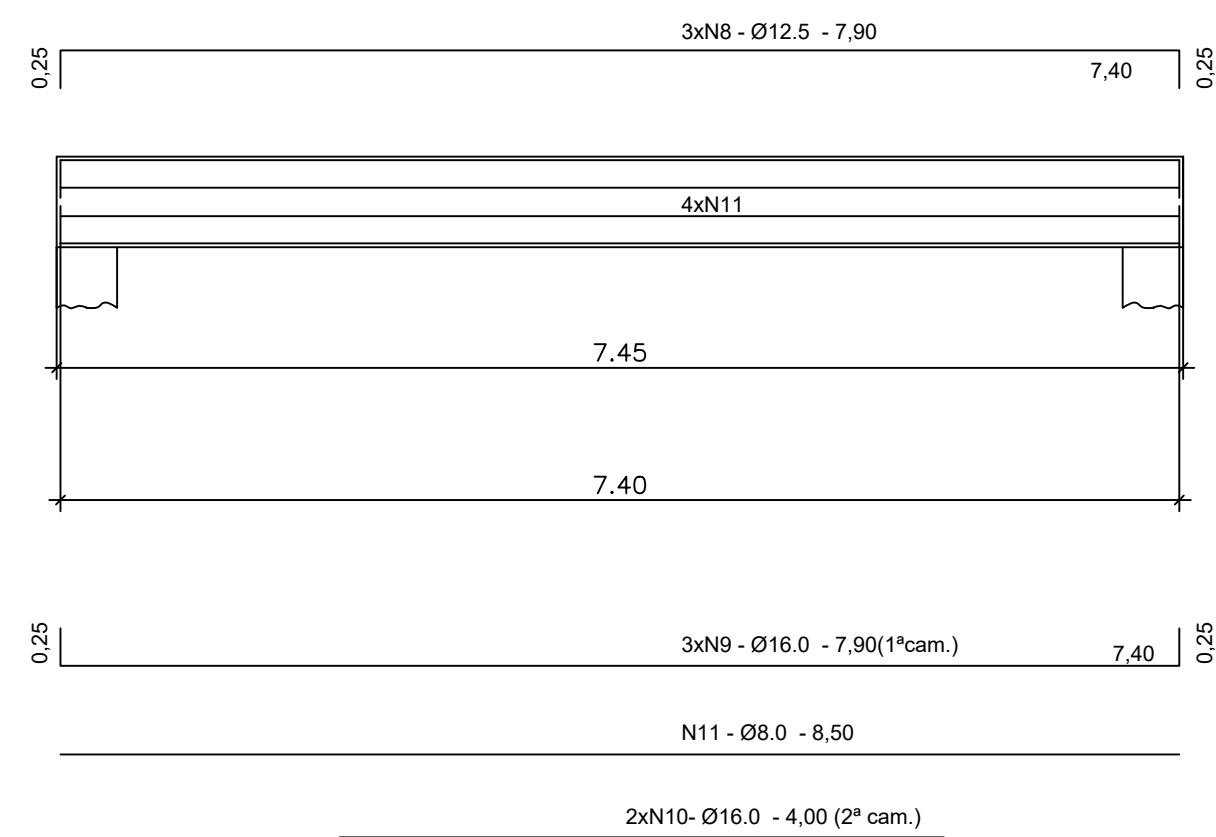 3xN8 - Ø12.5 - 7,90
0,25
7,40
0,25
4xN11
7.45
7.40
0,25
3xN9 - Ø16.0 - 7,90(1ªcam.)
7,40
0,25
N11 - Ø8.0 - 8,50
2xN10- Ø16.0 - 4,00 (2ª cam.)